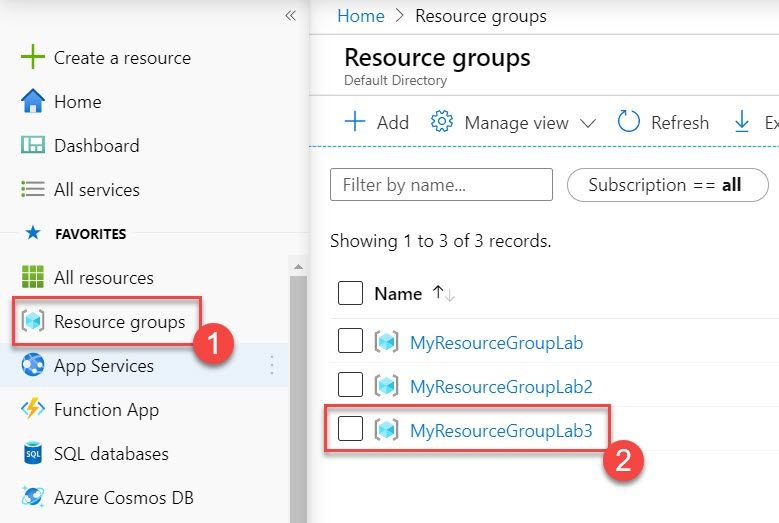 «
Create a resource
Home
Dashboard
All services
FAVORITES
All resources
Resource groups
1
App Services
Function App
SQL databases
SQL
Azure Cosmos DB
Home > Resource groups
Resource groups
Default Directory
Add Manage view Refresh
Filter by name... Subscription == all
Showing 1 to 3 of 3 records.
Name ↑↓
MyResourceGroupLab
MyResourceGroupLab2
MyResourceGroupLab3
2